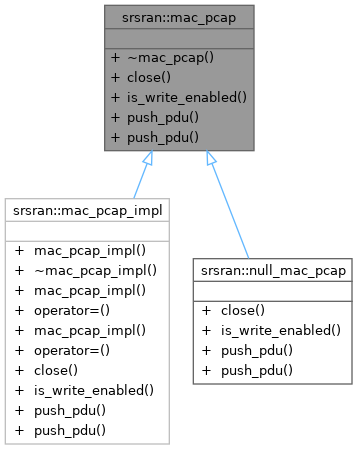 srsran::mac_pcap
+ ~mac_pcap()
+ close()
+ is_write_enabled()
+ push_pdu()
+ push_pdu()
srsran::mac_pcap_impl
+ mac_pcap_impl()
+ ~mac_pcap_impl()
+ mac_pcap_impl()
+ operator=()
+ mac_pcap_impl()
+ operator=()
+ close()
+ is_write_enabled()
+ push_pdu()
+ push_pdu()
srsran::null_mac_pcap
+ close()
+ is_write_enabled()
+ push_pdu()
+ push_pdu()